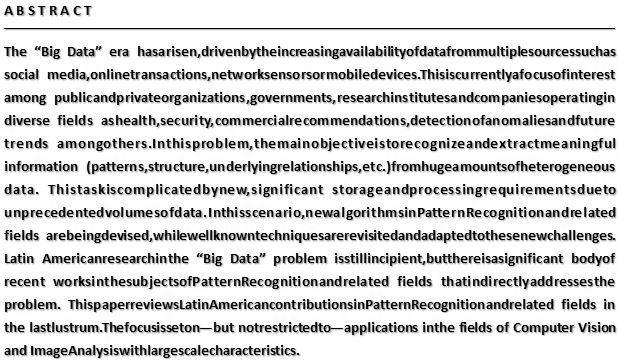 ABSTRACT
The “Big Data” era hasarisen,drivenbytheincreasingavailabilityofdatafrommultiplesourcessuchas
social media,onlinetransactions,networksensorsormobiledevices.Thisiscurrentlyafocusofinterest
among publicandprivateorganizations,governments,researchinstitutesandcompaniesoperatingin
diverse fields ashealth,security,commercialrecommendations,detectionofanomaliesandfuture
trends amongothers.Inthisproblem,themainobjectiveistorecognizeandextractmeaningful
information (patterns,structure,underlyingrelationships,etc.)fromhugeamountsofheterogeneous
data. Thistaskiscomplicatedbynew,significant storageandprocessingrequirementsdueto
unprecedentedvolumesofdata.Inthisscenario,newalgorithmsinPatternRecognitionandrelated
fields arebeingdevised,whilewellknowntechniquesarerevisitedandadaptedtothesenewchallenges.
Latin Americanresearchinthe “Big Data” problem isstillincipient,butthereisasignificant bodyof
recent worksinthesubjectsofPatternRecognitionandrelated fields thatindirectlyaddressesthe
problem. ThispaperreviewsLatinAmericancontributionsinPatternRecognitionandrelated fields in
the lastlustrum.Thefocusisseton—but notrestrictedto—applications inthe fields of Computer Vision
and ImageAnalysiswithlargescalecharacteristics.